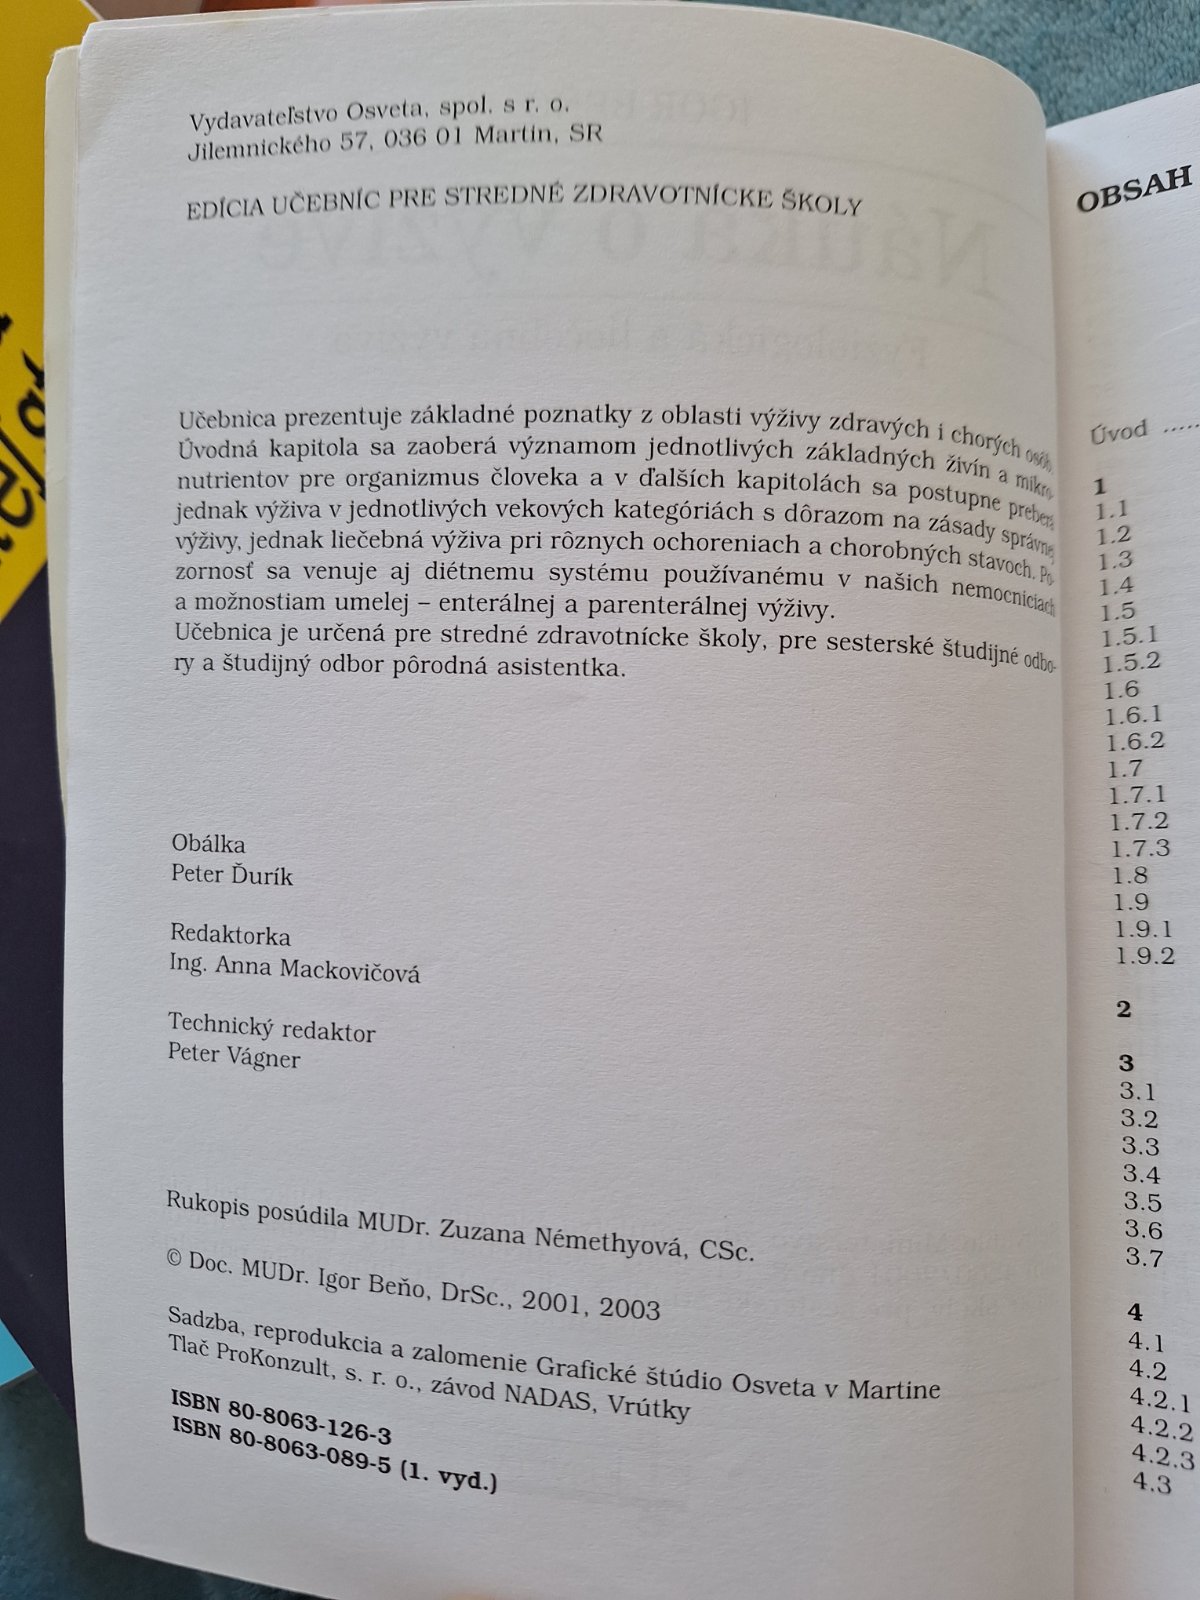 Vydavateľstvo Osveta, spol. s r. o.
Jilemnického 57, 036 01 Martin, SR
EDÍCIA UČEBNÍC PRE STREDNÉ ZDRAVOTNÍCKE ŠKOLY
Učebnica prezentuje základné poznatky z oblasti výživy zdravých i chorých osôb.
Úvodná kapitola sa zaoberá významom jednotlivých základných živín a mikro-
nutrientov pre organizmus človeka a v ďalších kapitolách sa postupne preberá
jednak výživa v jednotlivých vekových kategóriách s dôrazom na zásady správnej
výživy, jednak liečebná výživa pri rôznych ochoreniach a chorobných stavoch. Po-
zornosť sa venuje aj diétnemu systému používanému v našich nemocniciach
a možnostiam umelej – enterálnej a parenterálnej výživy.
Učebnica je určená pre stredné zdravotnícke školy, pre sesterské študijné odbo-
ry a študijný odbor pôrodná asistentka.
Obálka
Peter Ďurík
Redaktorka
Ing. Anna Mackovičová
Technický redaktor
Peter Vágner
Rukopis posúdila MUDr. Zuzana Némethyová, CSc.
© Doc. MUDr. Igor Beňo, DrSc., 2001, 2003
Sadzba, reprodukcia a zalomenie Grafické štúdio Osveta v Martine
Tlač ProKonzult, s. r. o., závod NADAS, Vrútky
ISBN 80-8063-126-3
ISBN 80-8063-089-5 (1. vyd.)
OBSAH
Úvod ......
1
1.1
1.2
1.3
1.4
1.5
1.5.1
1.5.2
1.6
1.6.1
1.6.2
1.7
1.7.1
1.7.2
1.7.3
1.8
1.9
1.9.1
1.9.2
2
3
3.1
3.2
3.3
3.4
3.5
3.6
3.7
4
4.1
4.2
4.2.1
4.2.2
4.2.3
4.3